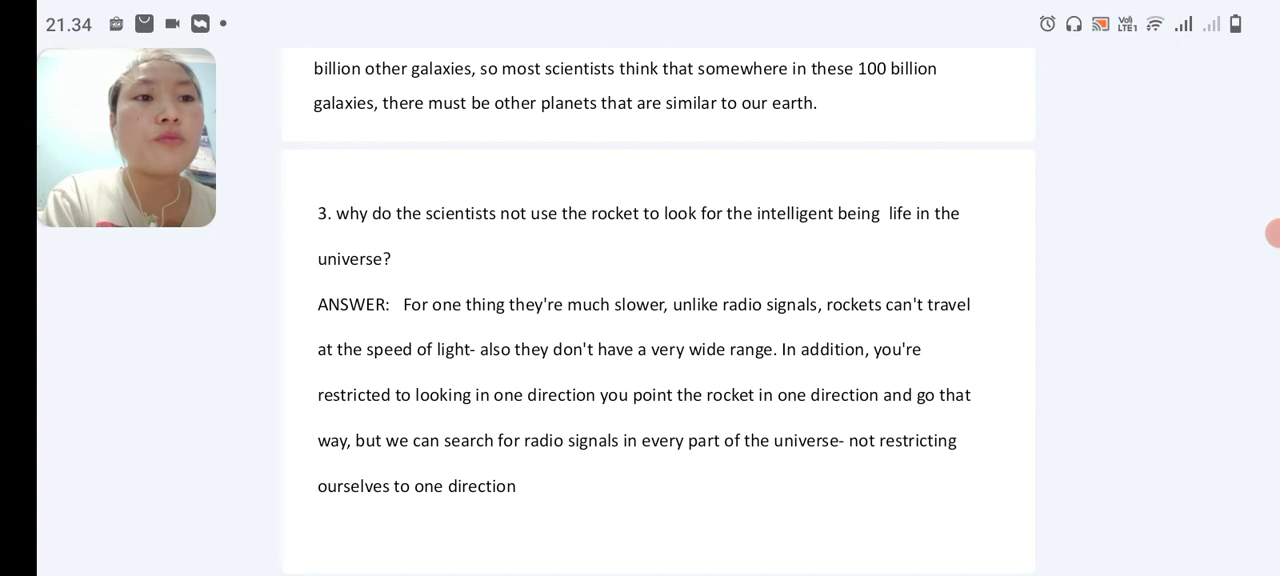 21.34
Vo)
LTE1
billion other galaxies, so most scientists think that somewhere in these 100 billion
galaxies, there must be other planets that are similar to our earth.
3. why do the scientists not use the rocket to look for the intelligent being  life in the
universe?
ANSWER:   For one thing they're much slower, unlike radio signals, rockets can't travel
at the speed of light- also they don't have a very wide range. In addition, you're
restricted to looking in one direction you point the rocket in one direction and go that
way, but we can search for radio signals in every part of the universe- not restricting
ourselves to one direction